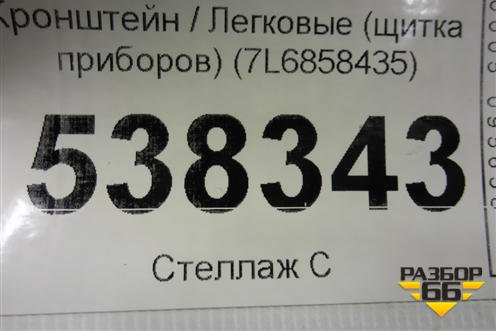 Кронштейн / Легковые (щитка
приборов) (7L6858435)
538343
Стеллаж С
РАЗБОР
66